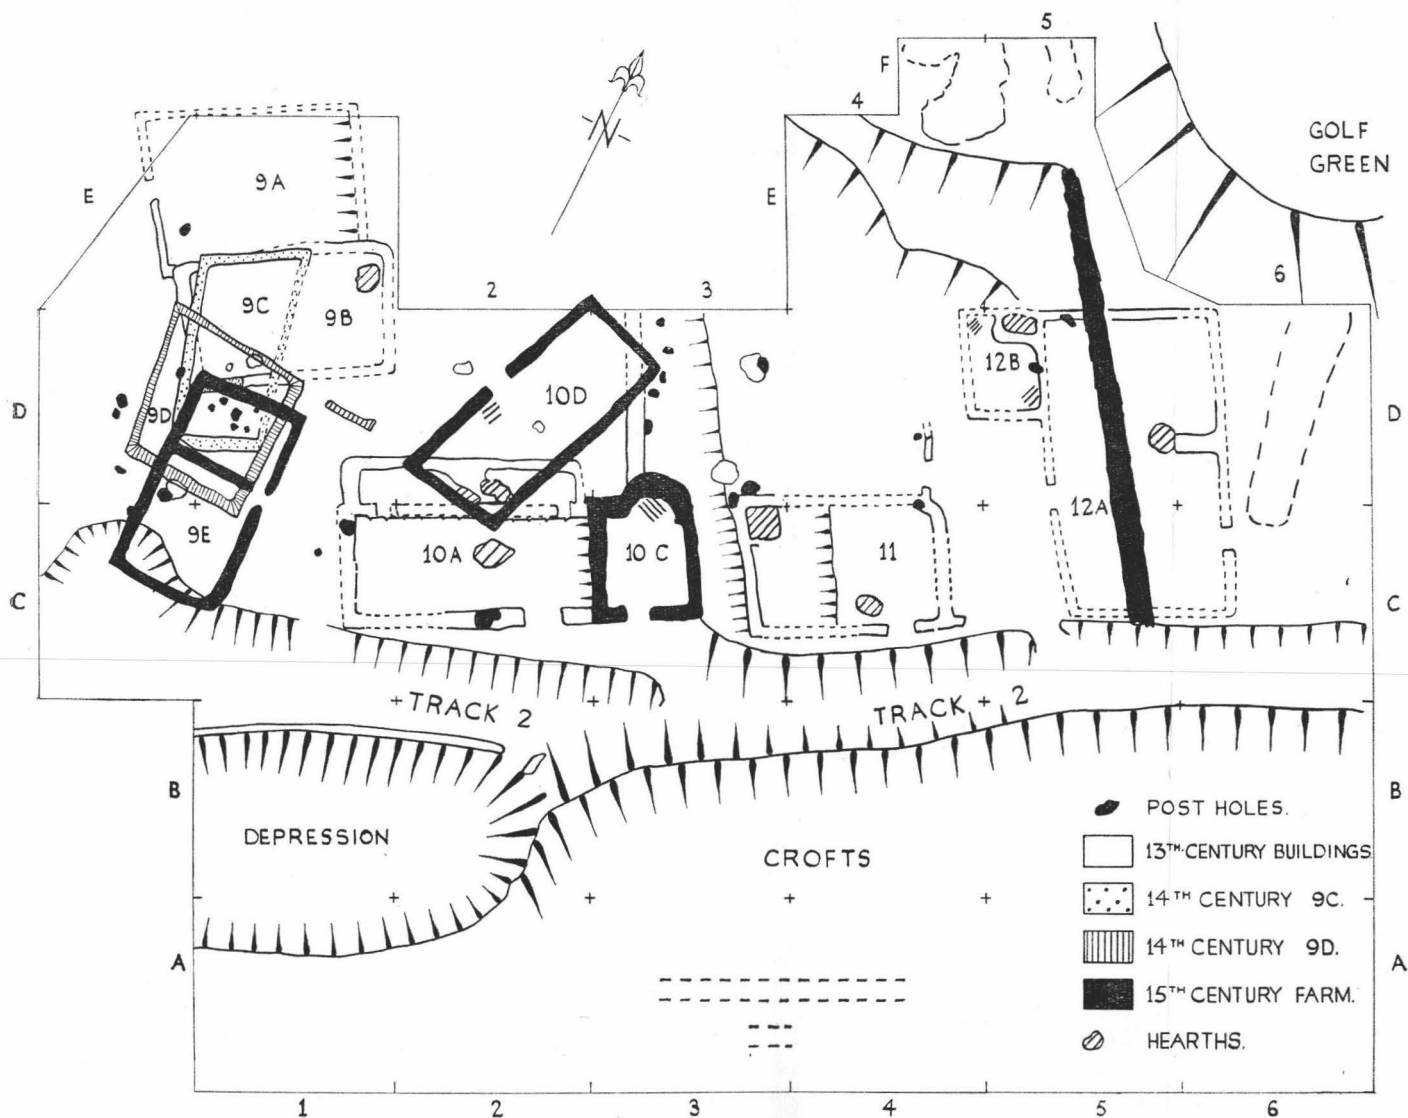 5
F
4
GOLF
GREEN
N
E
9A
E
6
2
3
9C
9B
12B
10D
D
9D
D
12A
9E
10A
10 C
11
C
C
TRACK 2
TRACK 2
B
DEPRESSION
CROFTS
B
POST HOLES.
13TH.CENTURY BUILDINGS
14TH CENTURY 9C.
A
14TH CENTURY 9D.
A
15TH CENTURY FARM.
HEARTHS.
1
2
3
4
5
6